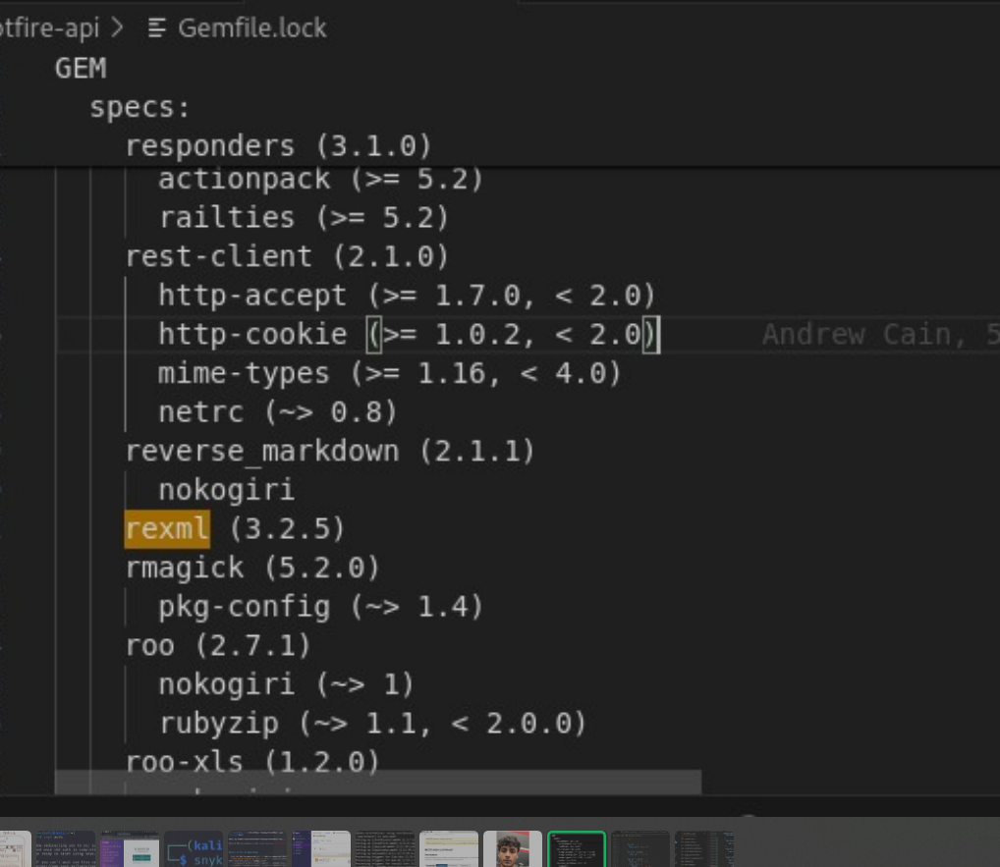 otfire-api > Gemfile.lock
GEM
specs:
responders (3.1.0)
actionpack (>= 5.2)
railties (>= 5.2)
rest-client (2.1.0)
http-accept (>= 1.7.0, < 2.0)
http-cookie (>= 1.0.2, < 2.0) Andrew Cain, 5
mime-types (>= 1.16, < 4.0)
netrc (~> 0.8)
reverse_markdown (2.1.1)
nokogiri
rexml (3.2.5)
rmagick (5.2.0)
pkg-config (~> 1.4)
roo (2.7.1)
nokogiri (~> 1)
rubyzip (~> 1.1, < 2.0.0)
roo-xls (1.2.0)
(kali
$ snyk